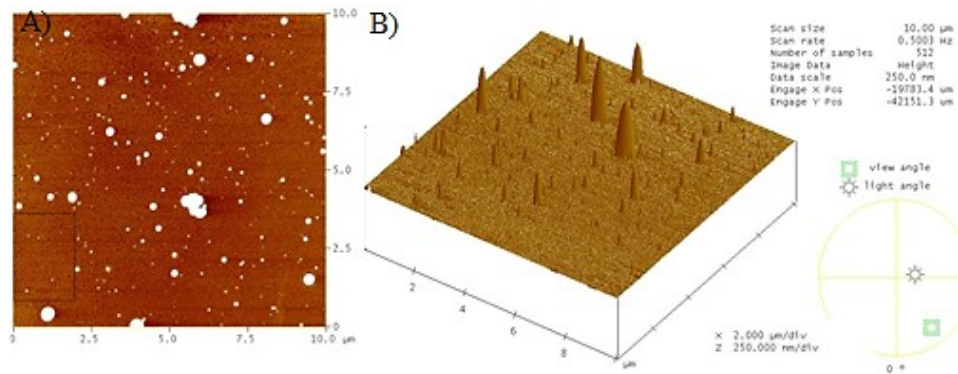 A)
10.0
7.5
5.0
2.5
0
0 2.5 5.0 7.5 10.0 µm
B)
2 4 6 8 µm
Scan size 10.00 µm
Scan rate 0.5003 Hz
Number of samples 512
Image Data Height
Data scale 250.0 nm
Engage X Pos -19783.4 um
Engage Y Pos -42151.3 um
view angle
light angle
X 2.000 µm/div
Z 250.000 nm/div
0 °